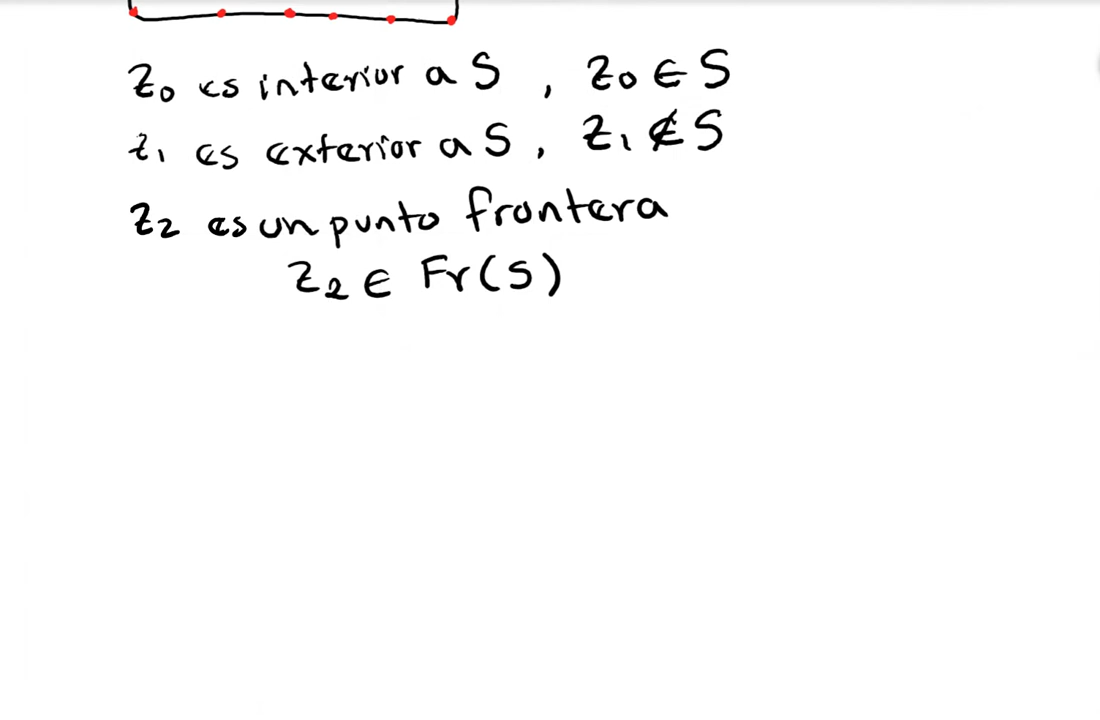 Z₀ es interior a S , Z₀ ∈ S
Z₁ es exterior a S , Z₁ ∉ S
Z₂ es un punto frontera
Z₂ ∈ Fr(S)